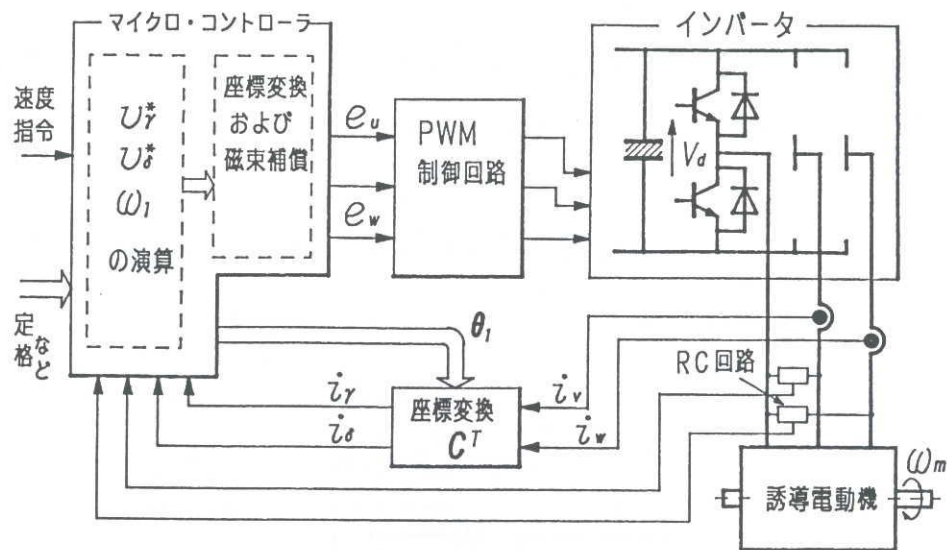 マイクロ・コントローラ
速度
指令
υ*γ
υ*δ
ω1
の演算
座標変換
および
磁束補償
定格など
eu
ew
PWM
制御回路
インバータ
Vd
θ1
iγ
iδ
座標変換
C^T
iv
iw
RC回路
誘導電動機
ωm